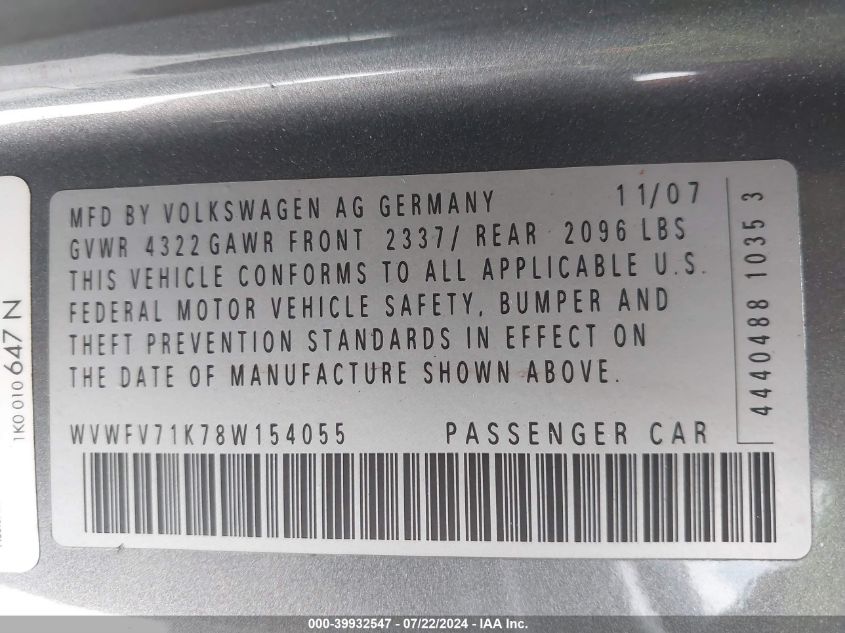 MFD BY VOLKSWAGEN AG GERMANY 11/07
GVWR 4322 GAWR FRONT 2337/ REAR 2096 LBS
THIS VEHICLE CONFORMS TO ALL APPLICABLE U.S.
FEDERAL MOTOR VEHICLE SAFETY, BUMPER AND
THEFT PREVENTION STANDARDS IN EFFECT ON
THE DATE OF MANUFACTURE SHOWN ABOVE.
WVWFV71K78W154055 PASSENGER CAR
4440488 1035 3
1K0 010 647 N
000-39932547 - 07/22/2024 - IAA Inc.